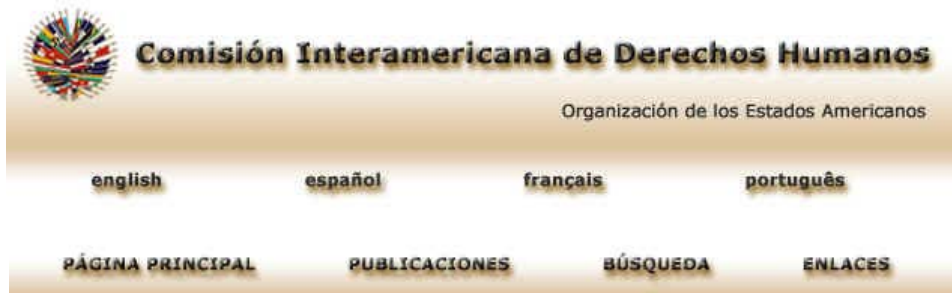 Comisión Interamericana de Derechos Humanos
Organización de los Estados Americanos
english español français português
PÁGINA PRINCIPAL PUBLICACIONES BÚSQUEDA ENLACES